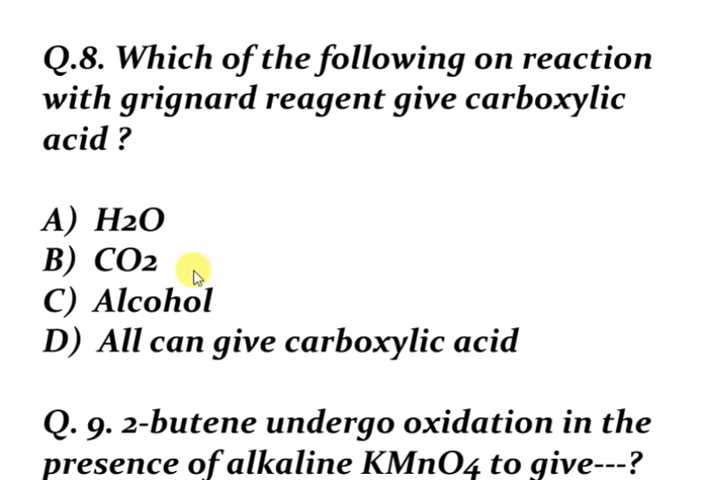 Q.8. Which of the following on reaction
with grignard reagent give carboxylic
acid ?
A) H2O
B) CO2
C) Alcohol
D) All can give carboxylic acid
Q. 9. 2-butene undergo oxidation in the
presence of alkaline KMnO4 to give---?